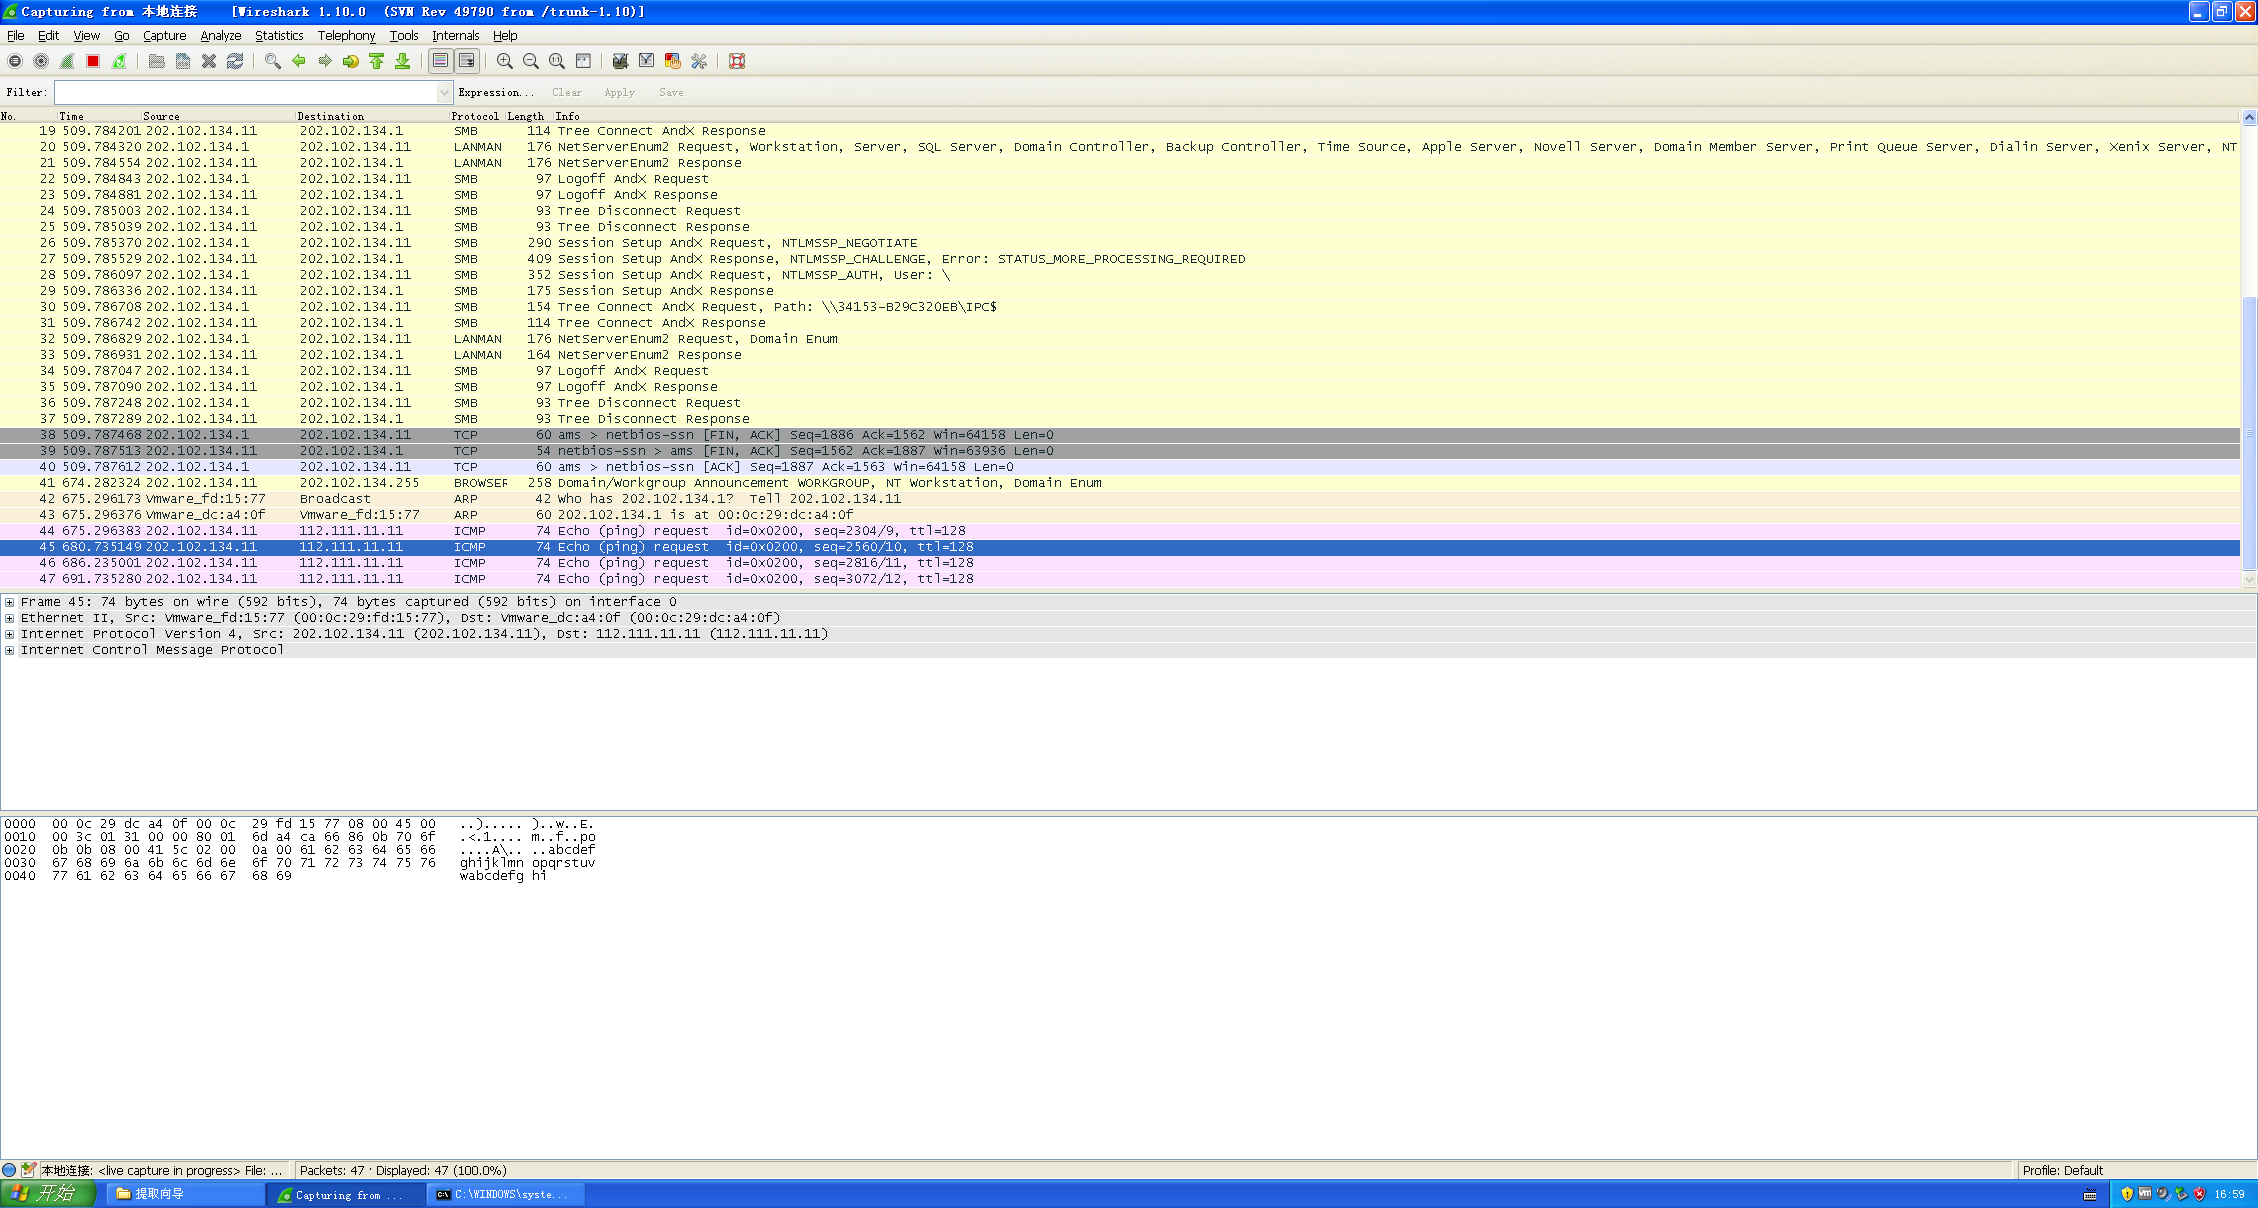 Capturing from 本地连接 [Wireshark 1.10.0 (SVN Rev 49790 from /trunk-1.10)]
File Edit View Go Capture Analyze Statistics Telephony Tools Internals Help
Filter: Expression... Clear Apply Save
No. Time Source Destination Protocol Length Info
19 509.784201 202.102.134.11 202.102.134.1 SMB 114 Tree Connect AndX Response
20 509.784320 202.102.134.1 202.102.134.11 LANMAN 176 NetServerEnum2 Request, Workstation, Server, SQL Server, Domain Controller, Backup Controller, Time Source, Apple Server, Novell Server, Domain Member Server, Print Queue Server, Dialin Server, Xenix Server, NT
21 509.784554 202.102.134.11 202.102.134.1 LANMAN 176 NetServerEnum2 Response
22 509.784843 202.102.134.1 202.102.134.11 SMB 97 Logoff AndX Request
23 509.784881 202.102.134.11 202.102.134.1 SMB 97 Logoff AndX Response
24 509.785003 202.102.134.1 202.102.134.11 SMB 93 Tree Disconnect Request
25 509.785039 202.102.134.11 202.102.134.1 SMB 93 Tree Disconnect Response
26 509.785370 202.102.134.1 202.102.134.11 SMB 290 Session Setup AndX Request, NTLMSSP_NEGOTIATE
27 509.785529 202.102.134.11 202.102.134.1 SMB 409 Session Setup AndX Response, NTLMSSP_CHALLENGE, Error: STATUS_MORE_PROCESSING_REQUIRED
28 509.786097 202.102.134.1 202.102.134.11 SMB 352 Session Setup AndX Request, NTLMSSP_AUTH, User: \
29 509.786336 202.102.134.11 202.102.134.1 SMB 175 Session Setup AndX Response
30 509.786708 202.102.134.1 202.102.134.11 SMB 154 Tree Connect AndX Request, Path: \\34153-B29C320EB\IPC$
31 509.786742 202.102.134.11 202.102.134.1 SMB 114 Tree Connect AndX Response
32 509.786829 202.102.134.1 202.102.134.11 LANMAN 176 NetServerEnum2 Request, Domain Enum
33 509.786931 202.102.134.11 202.102.134.1 LANMAN 164 NetServerEnum2 Response
34 509.787047 202.102.134.1 202.102.134.11 SMB 97 Logoff AndX Request
35 509.787090 202.102.134.11 202.102.134.1 SMB 97 Logoff AndX Response
36 509.787248 202.102.134.1 202.102.134.11 SMB 93 Tree Disconnect Request
37 509.787289 202.102.134.11 202.102.134.1 SMB 93 Tree Disconnect Response
38 509.787468 202.102.134.1 202.102.134.11 TCP 60 ams > netbios-ssn [FIN, ACK] Seq=1886 Ack=1562 Win=64158 Len=0
39 509.787513 202.102.134.11 202.102.134.1 TCP 54 netbios-ssn > ams [FIN, ACK] Seq=1562 Ack=1887 Win=63936 Len=0
40 509.787612 202.102.134.1 202.102.134.11 TCP 60 ams > netbios-ssn [ACK] Seq=1887 Ack=1563 Win=64158 Len=0
41 674.282324 202.102.134.11 202.102.134.255 BROWSER 258 Domain/Workgroup Announcement WORKGROUP, NT Workstation, Domain Enum
42 675.296173 Vmware_fd:15:77 Broadcast ARP 42 Who has 202.102.134.1? Tell 202.102.134.11
43 675.296376 Vmware_dc:a4:0f Vmware_fd:15:77 ARP 60 202.102.134.1 is at 00:0c:29:dc:a4:0f
44 675.296383 202.102.134.11 112.111.11.11 ICMP 74 Echo (ping) request id=0x0200, seq=2304/9, ttl=128
45 680.735149 202.102.134.11 112.111.11.11 ICMP 74 Echo (ping) request id=0x0200, seq=2560/10, ttl=128
46 686.235001 202.102.134.11 112.111.11.11 ICMP 74 Echo (ping) request id=0x0200, seq=2816/11, ttl=128
47 691.735280 202.102.134.11 112.111.11.11 ICMP 74 Echo (ping) request id=0x0200, seq=3072/12, ttl=128
Frame 45: 74 bytes on wire (592 bits), 74 bytes captured (592 bits) on interface 0
Ethernet II, Src: Vmware_fd:15:77 (00:0c:29:fd:15:77), Dst: Vmware_dc:a4:0f (00:0c:29:dc:a4:0f)
Internet Protocol Version 4, Src: 202.102.134.11 (202.102.134.11), Dst: 112.111.11.11 (112.111.11.11)
Internet Control Message Protocol
0000 00 0c 29 dc a4 0f 00 0c 29 fd 15 77 08 00 45 00 ..)..... )..w..E.
0010 00 3c 01 31 00 00 80 01 6d a4 ca 66 86 0b 70 6f .<.1.... m..f..po
0020 0b 0b 08 00 41 5c 02 00 0a 00 61 62 63 64 65 66 ....A\.. ..abcdef
0030 67 68 69 6a 6b 6c 6d 6e 6f 70 71 72 73 74 75 76 ghijklmn opqrstuv
0040 77 61 62 63 64 65 66 67 68 69 wabcdefg hi
本地连接: <live capture in progress> File: ... Packets: 47 · Displayed: 47 (100.0%) Profile: Default
开始 提取向导 Capturing from ... C:\WINDOWS\syste... 16:59